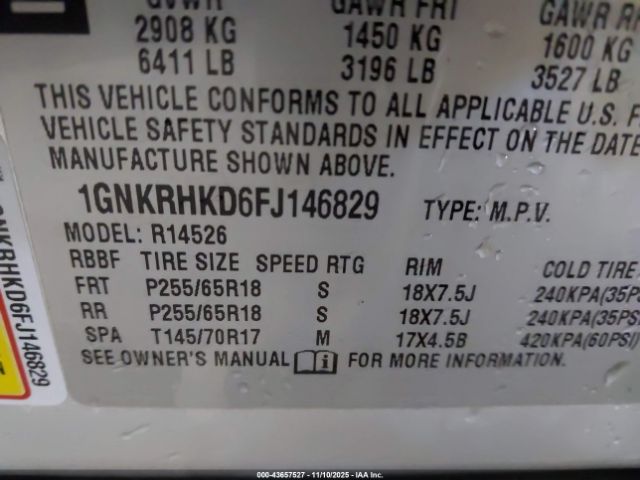 GVWR GAWR FRT GAWR
2908 KG 1450 KG 1600 KG
6411 LB 3196 LB 3527 LB
THIS VEHICLE CONFORMS TO ALL APPLICABLE U.S. F
VEHICLE SAFETY STANDARDS IN EFFECT ON THE DATE
MANUFACTURE SHOWN ABOVE.
1GNKRHKD6FJ146829 TYPE: M.P.V.
MODEL: R14526
RBBF TIRE SIZE SPEED RTG RIM COLD TIRE
FRT P255/65R18 S 18X7.5J 240KPA(35PS
RR P255/65R18 S 18X7.5J 240KPA(35PSI
SPA T145/70R17 M 17X4.5B 420KPA(60PSI)
SEE OWNER'S MANUAL FOR MORE INFORMATION.
GNKRHKD6FJ146829
000-43657527 - 11/10/2025 - IAA Inc.